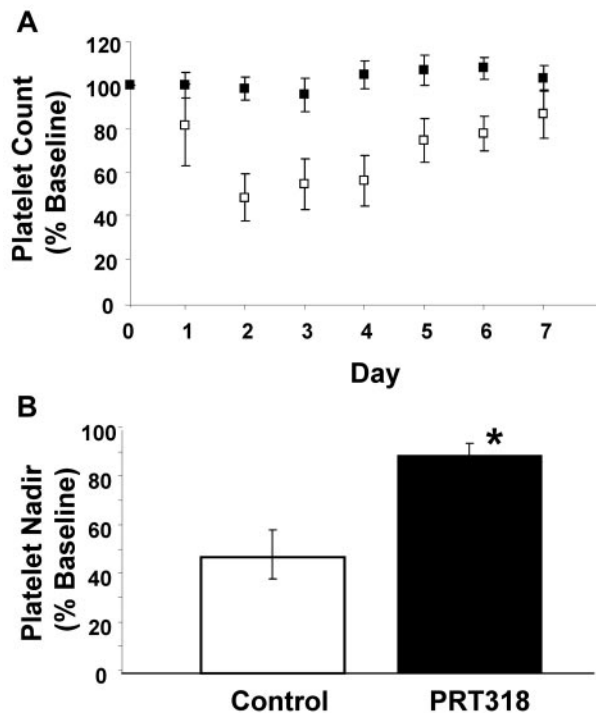 A
Platelet Count
(% Baseline)
120
100
80
60
40
20
0
0 1 2 3 4 5 6 7
Day
B
Platelet Nadir
(% Baseline)
100
80
60
40
20
0
*
Control PRT318